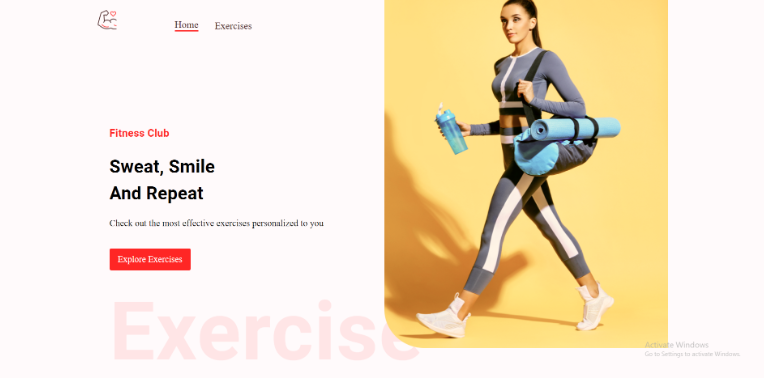 Home
Exercises
Fitness Club
Sweat, Smile
And Repeat
Check out the most effective exercises personalized to you
Explore Exercises
Exercise
Activate Windows
Go to Settings to activate Windows.